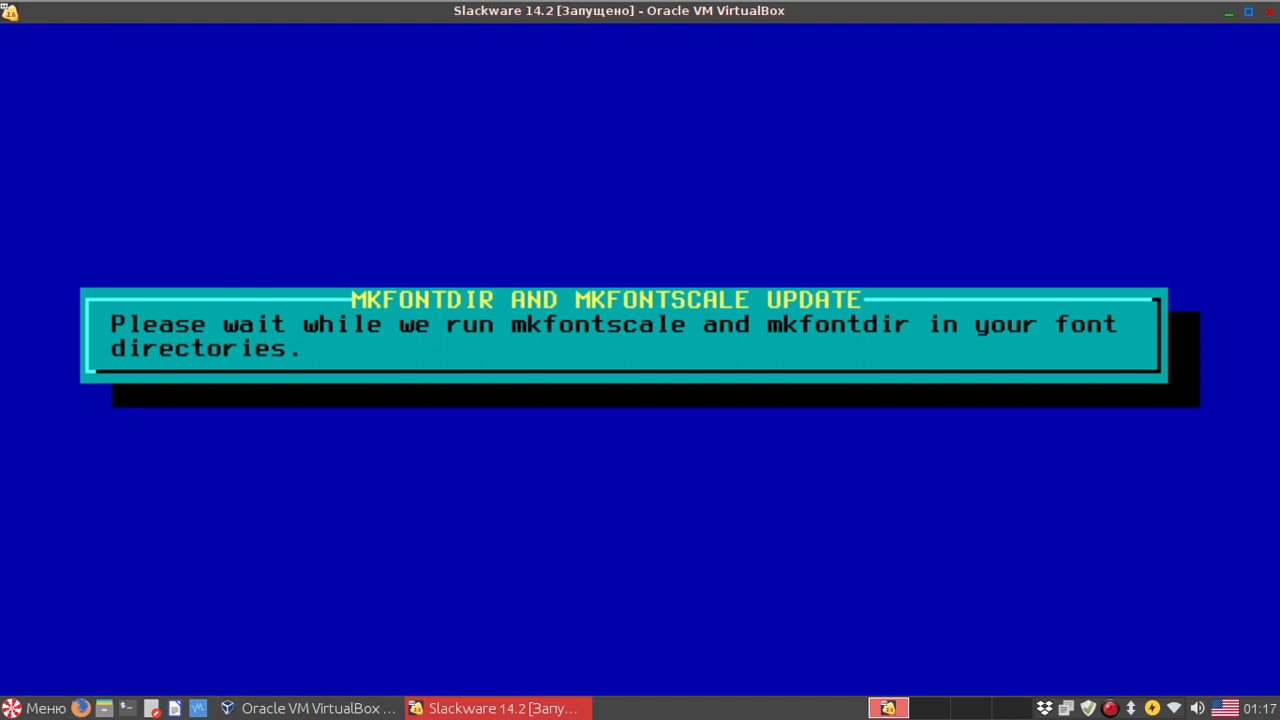 Slackware 14.2 [Запущено] - Oracle VM VirtualBox
MKFONTDIR AND MKFONTSCALE UPDATE
Please wait while we run mkfontscale and mkfontdir in your font
directories.
Меню
Oracle VM VirtualBox ...
Slackware 14.2 [Запу...
01:17